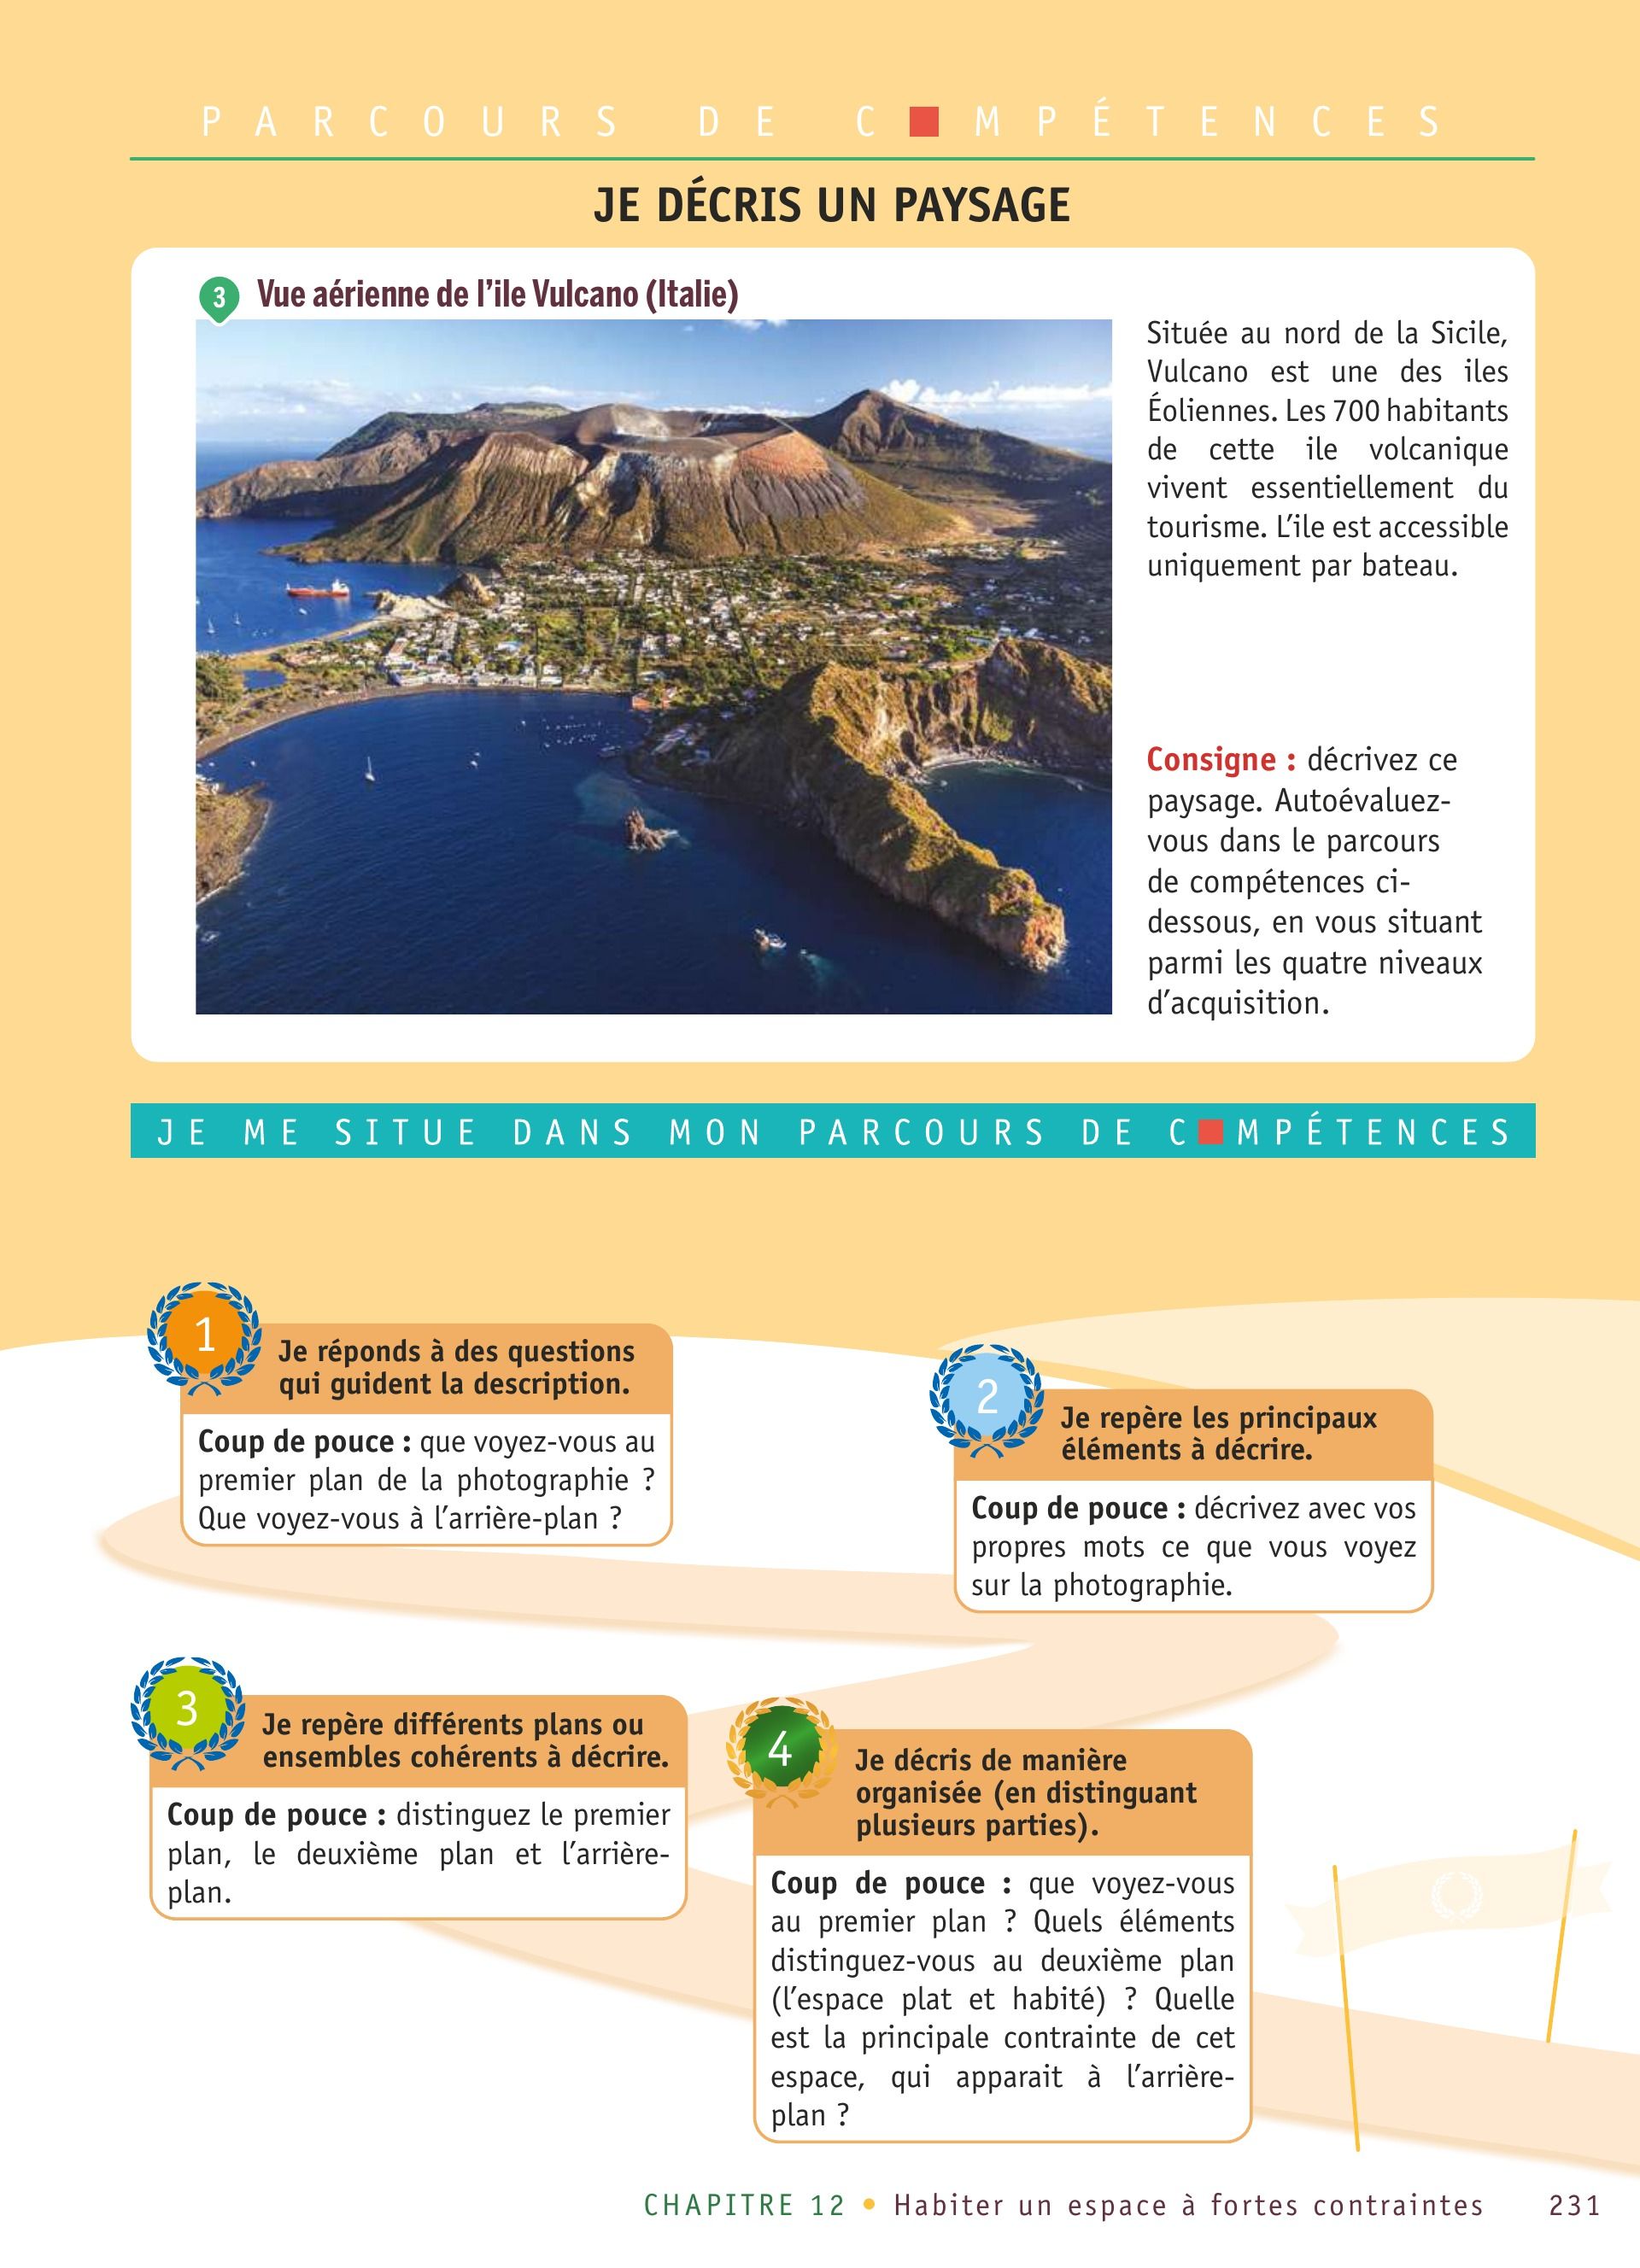 PARCOURS DE C■MPÉTENCES
JE DÉCRIS UN PAYSAGE
3 Vue aérienne de l'ile Vulcano (Italie)
Située au nord de la Sicile,
Vulcano est une des iles
Éoliennes. Les 700 habitants
de cette ile volcanique
vivent essentiellement du
tourisme. L'ile est accessible
uniquement par bateau.
Consigne : décrivez ce
paysage. Autoévaluez-
vous dans le parcours
de compétences ci-
dessous, en vous situant
parmi les quatre niveaux
d'acquisition.
JE ME SITUE DANS MON PARCOURS DE C■MPÉTENCES
1
Je réponds à des questions
qui guident la description.
Coup de pouce : que voyez-vous au
premier plan de la photographie ?
Que voyez-vous à l'arrière-plan ?
2
Je repère les principaux
éléments à décrire.
Coup de pouce : décrivez avec vos
propres mots ce que vous voyez
sur la photographie.
3
Je repère différents plans ou
ensembles cohérents à décrire.
Coup de pouce : distinguez le premier
plan, le deuxième plan et l'arrière-
plan.
4
Je décris de manière
organisée (en distinguant
plusieurs parties).
Coup de pouce : que voyez-vous
au premier plan ? Quels éléments
distinguez-vous au deuxième plan
(l'espace plat et habité) ? Quelle
est la principale contrainte de cet
espace, qui apparait à l'arrière-
plan ?
CHAPITRE 12 • Habiter un espace à fortes contraintes 231